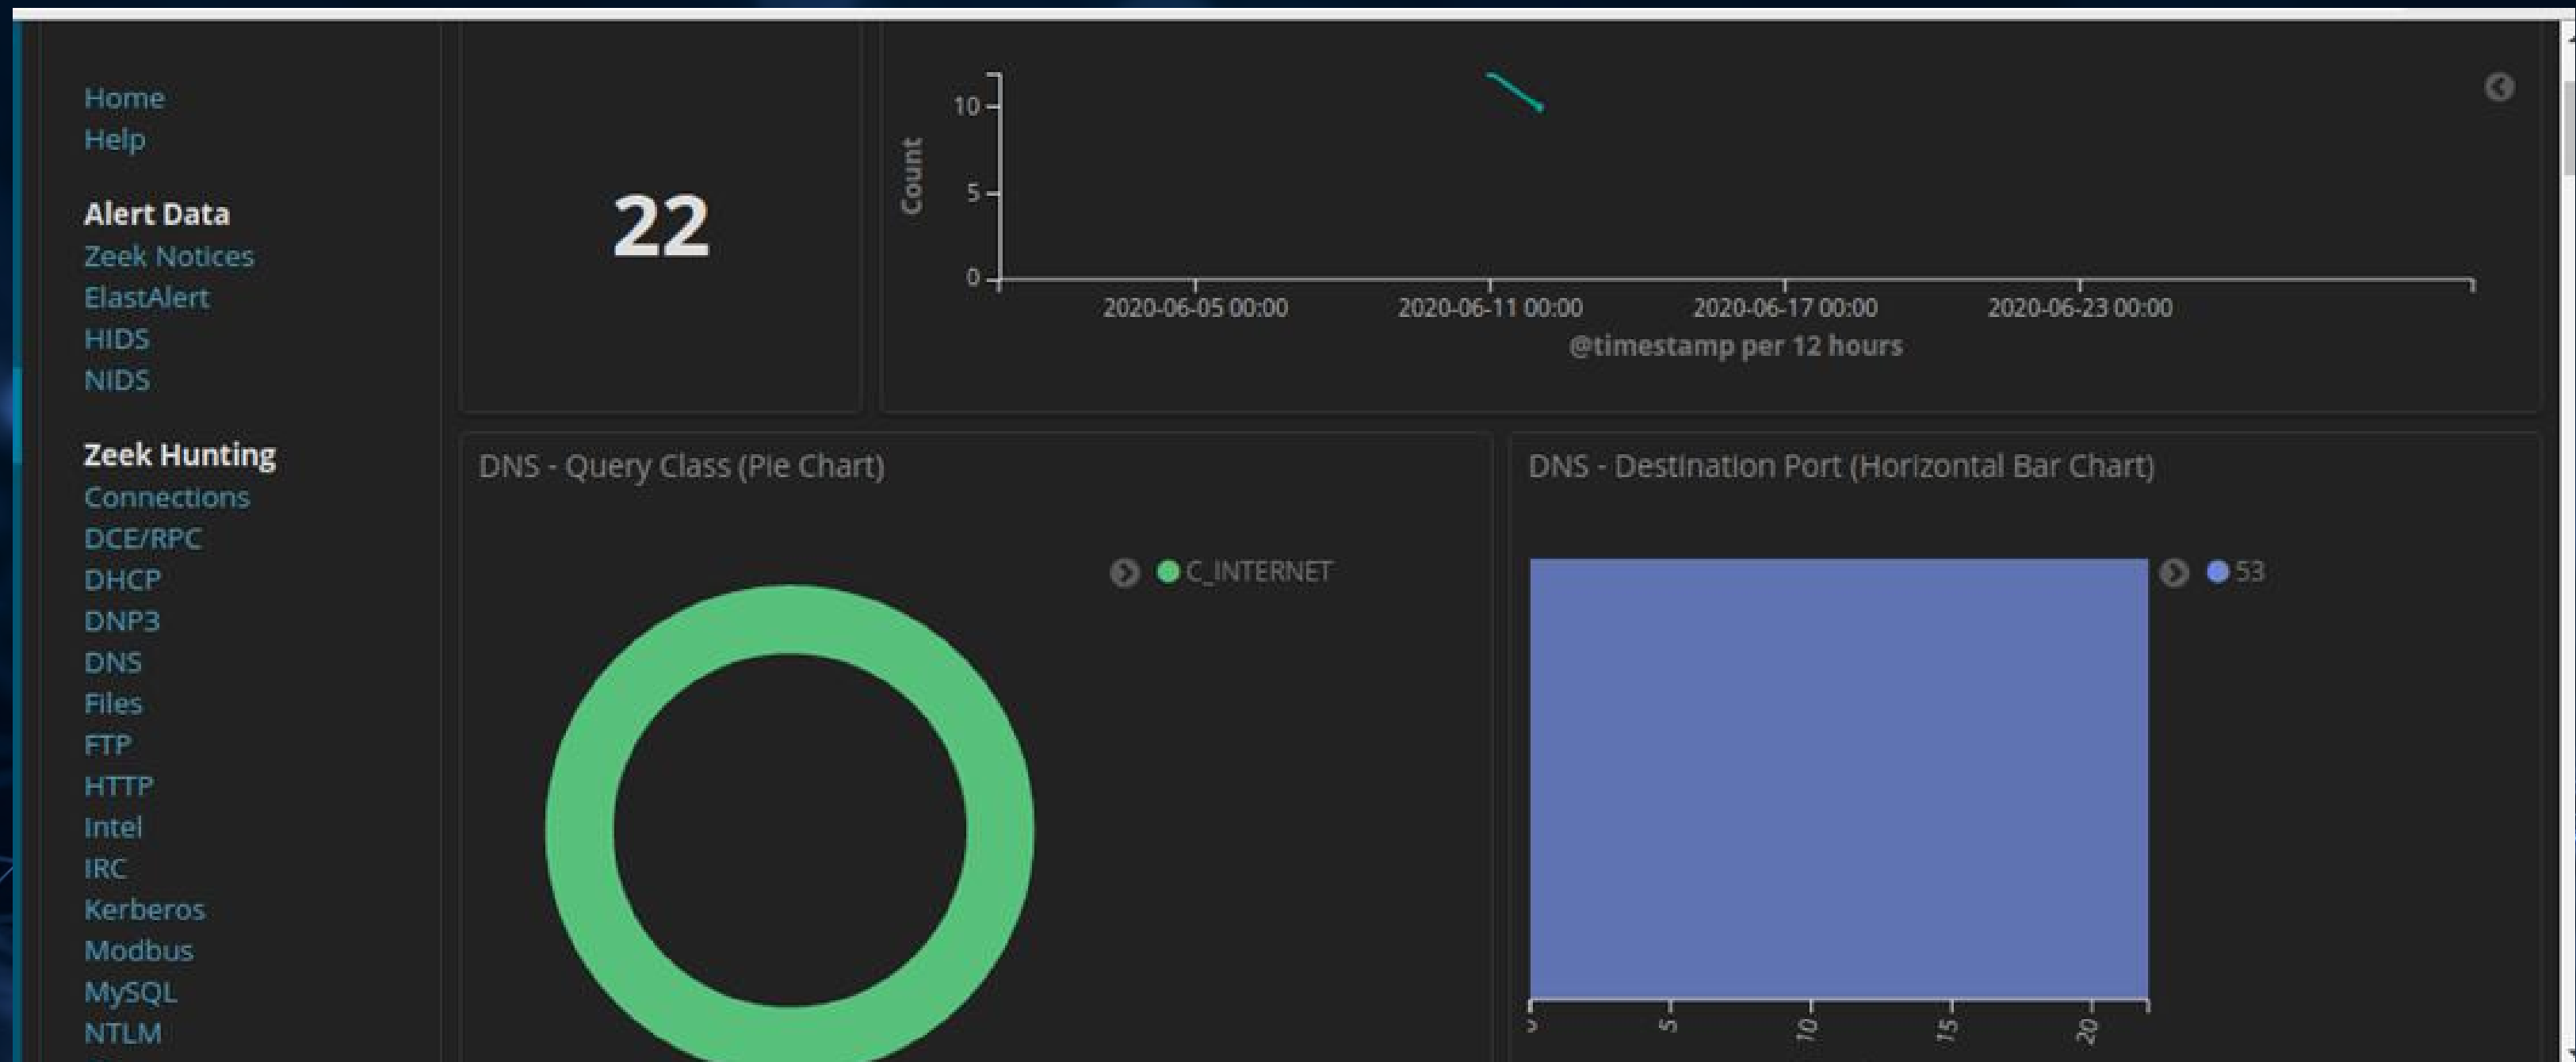 Home
Help
Alert Data
Zeek Notices
ElastAlert
HIDS
NIDS
Zeek Hunting
Connections
DCE/RPC
DHCP
DNP3
DNS
Files
FTP
HTTP
Intel
IRC
Kerberos
Modbus
MySQL
NTLM
22
Count
10
5
0
2020-06-05 00:00 2020-06-11 00:00 2020-06-17 00:00 2020-06-23 00:00
@timestamp per 12 hours
DNS - Query Class (Pie Chart)
C_INTERNET
DNS - Destination Port (Horizontal Bar Chart)
53
5 10 15 20